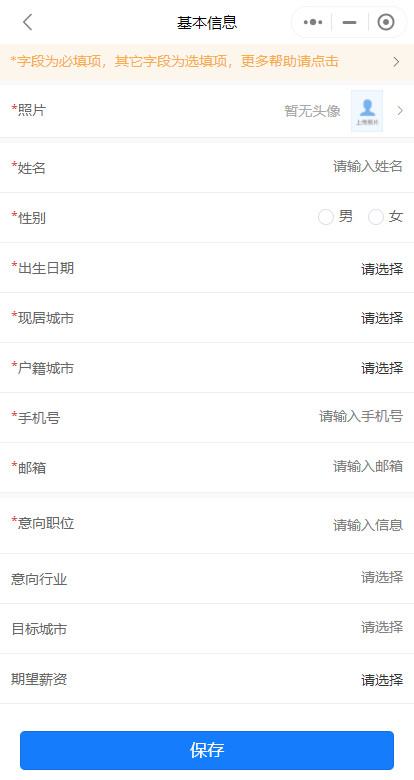 基本信息
*字段为必填项，其它字段为选填项，更多帮助请点击
*照片 暂无头像 上传照片
*姓名 请输入姓名
*性别 男 女
*出生日期 请选择
*现居城市 请选择
*户籍城市 请选择
*手机号 请输入手机号
*邮箱 请输入邮箱
*意向职位 请输入信息
意向行业 请选择
目标城市 请选择
期望薪资 请选择
保存